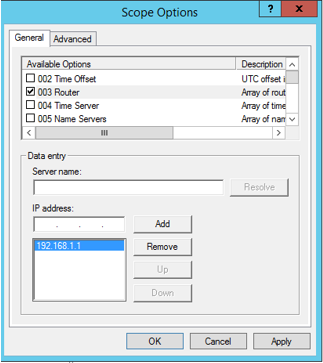 Scope Options
?
x
General
Advanced
Available Options
Description
002 Time Offset
UTC offset i
003 Router
Array of rout
004 Time Server
Array of time
005 Name Servers
Array of nam
Data entry
Server name:
Resolve
IP address:
. . .
Add
192.168.1.1
Remove
Up
Down
OK
Cancel
Apply